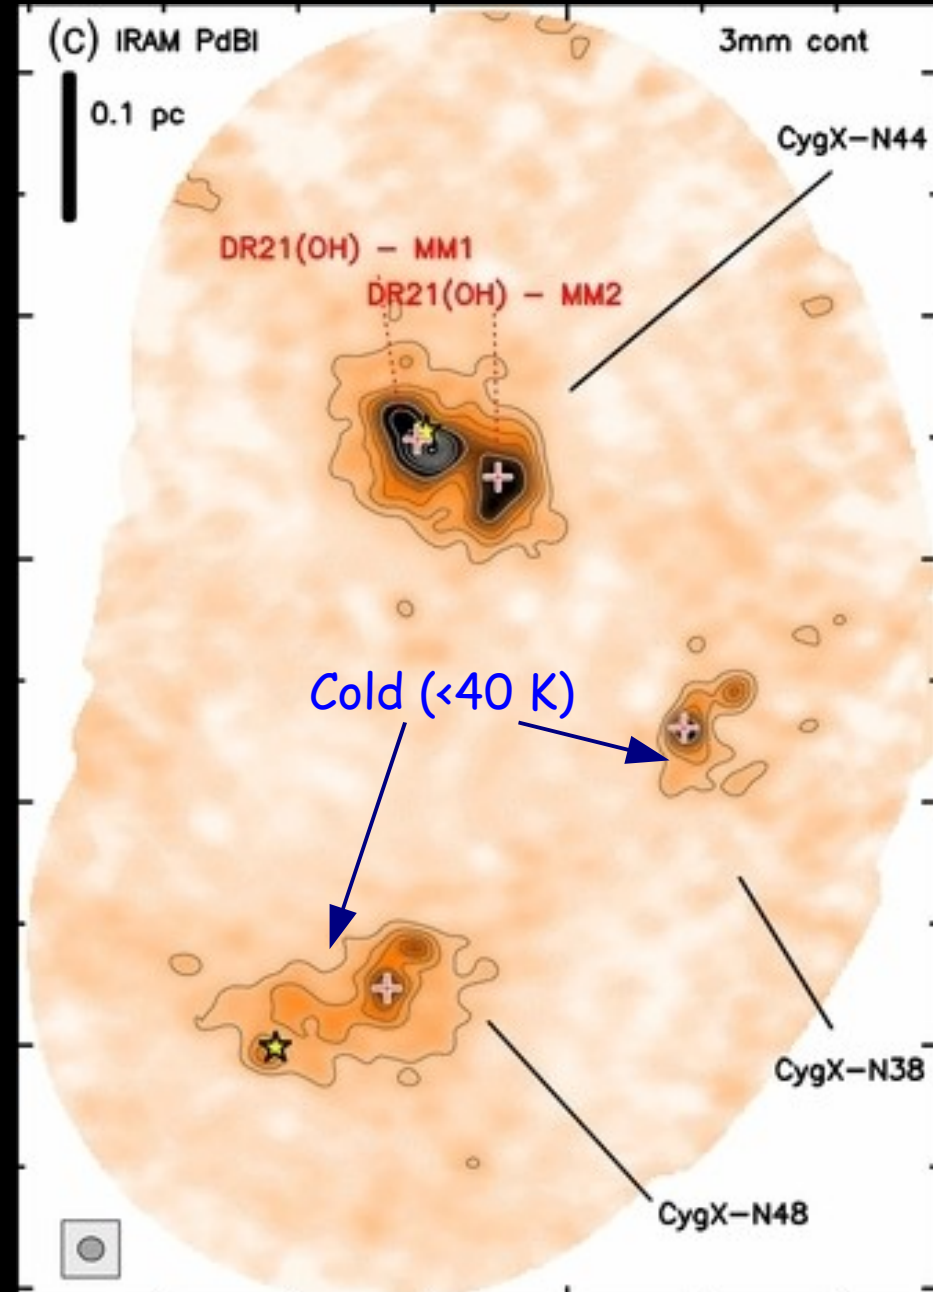 (c) IRAM PdBI
3mm cont
0.1 pc
CygX-N44
DR21(OH) - MM1
DR21(OH) - MM2
Cold (<40 K)
CygX-N38
CygX-N48